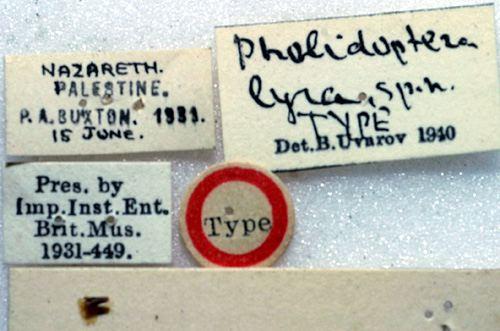 NAZARETH.
PALESTINE.
P.A.BUXTON. 1931.
15 JUNE.
Pholidoptera
lyra, sp.n.
TYPE
Det.B.Uvarov 1940
Pres. by
Imp.Inst.Ent.
Brit.Mus.
1931-449.
Type